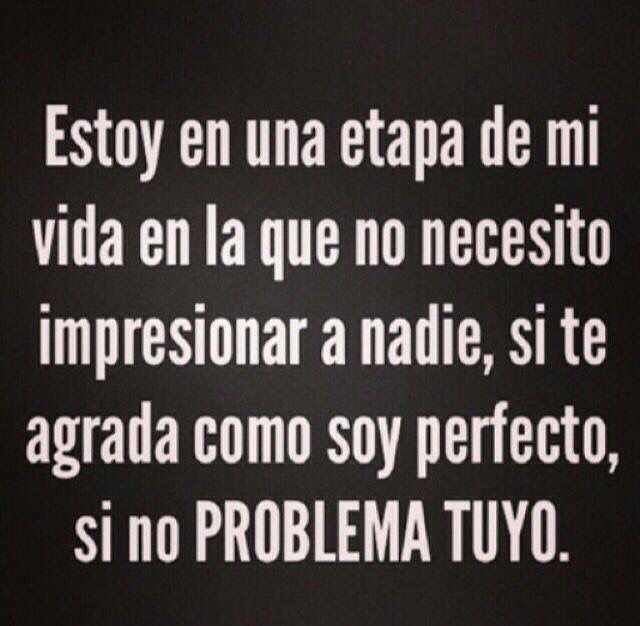 Estoy en una etapa de mi
vida en la que no necesito
impresionar a nadie, si te
agrada como soy perfecto,
si no PROBLEMA TUYO.